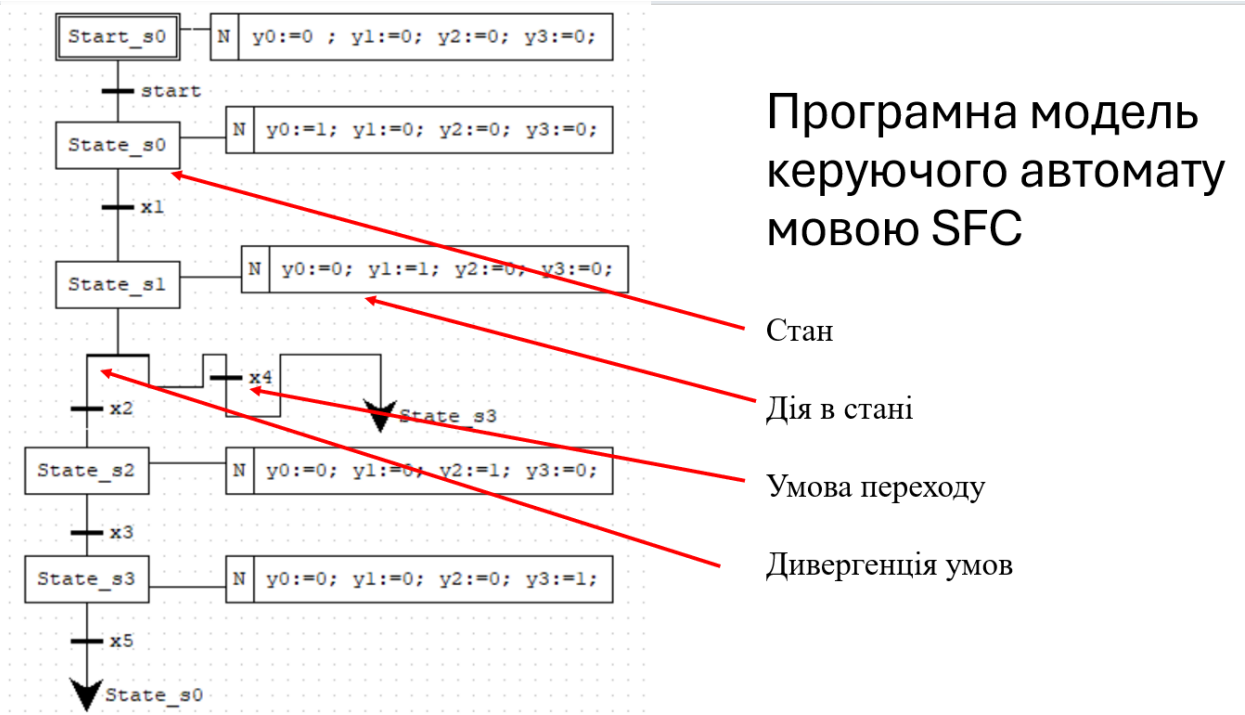 Start_s0
N y0:=0 ; y1:=0; y2:=0; y3:=0;
start
State_s0
N y0:=1; y1:=0; y2:=0; y3:=0;
x1
State_s1
N y0:=0; y1:=1; y2:=0; y3:=0;
x4
x2
State_s3
State_s2
N y0:=0; y1:=0; y2:=1; y3:=0;
x3
State_s3
N y0:=0; y1:=0; y2:=0; y3:=1;
x5
State_s0
Програмна модель
керуючого автомату
мовою SFC
Стан
Дія в стані
Умова переходу
Дивергенція умов